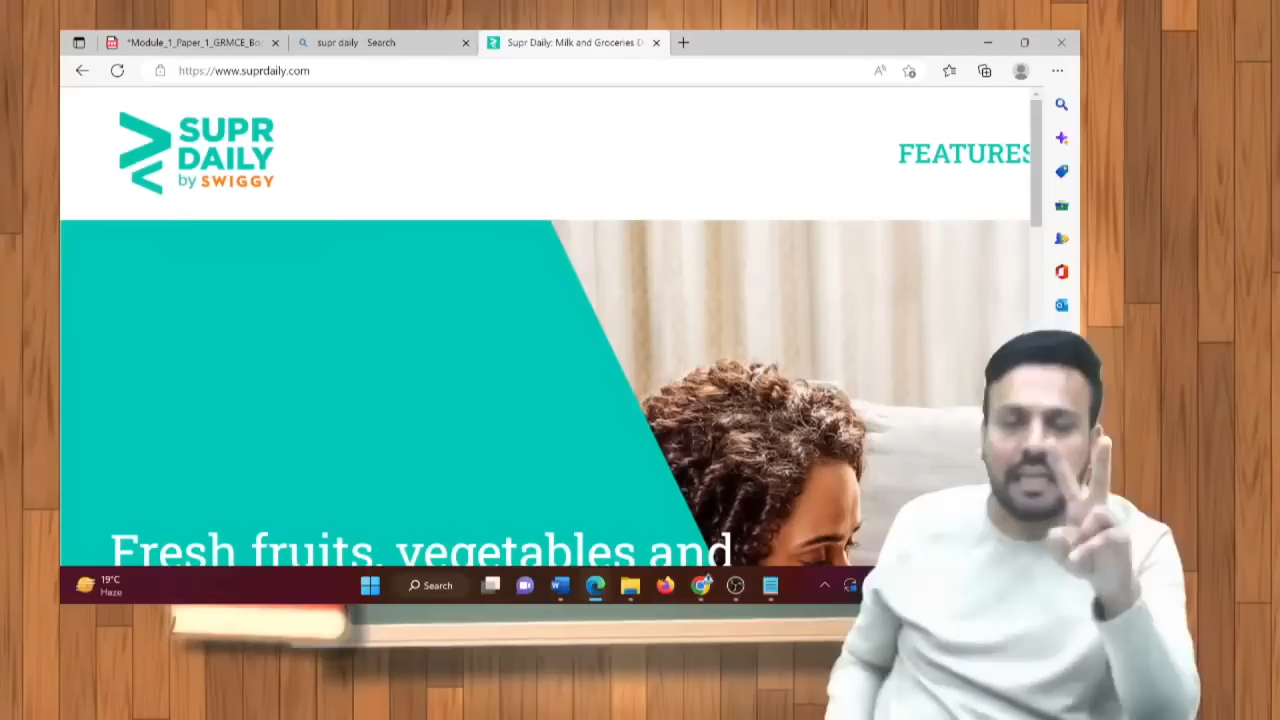 *Module_1_Paper_1_GRMCE_Bo
supr daily Search
Supr Daily: Milk and Groceries D
https://www.suprdaily.com
SUPR
DAILY
by SWIGGY
FEATURES
Fresh fruits, vegetables and
19°C
Haze
Search